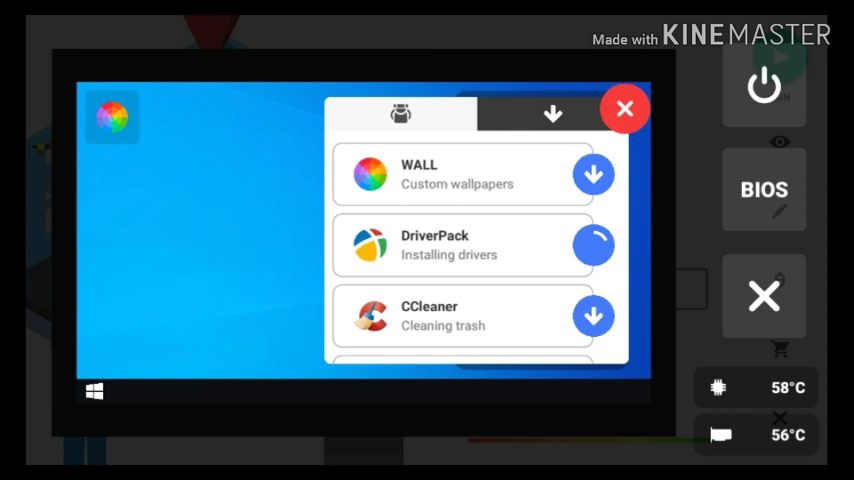 Made with KINEMASTER
WALL
Custom wallpapers
DriverPack
Installing drivers
CCleaner
Cleaning trash
BIOS
58°C
56°C